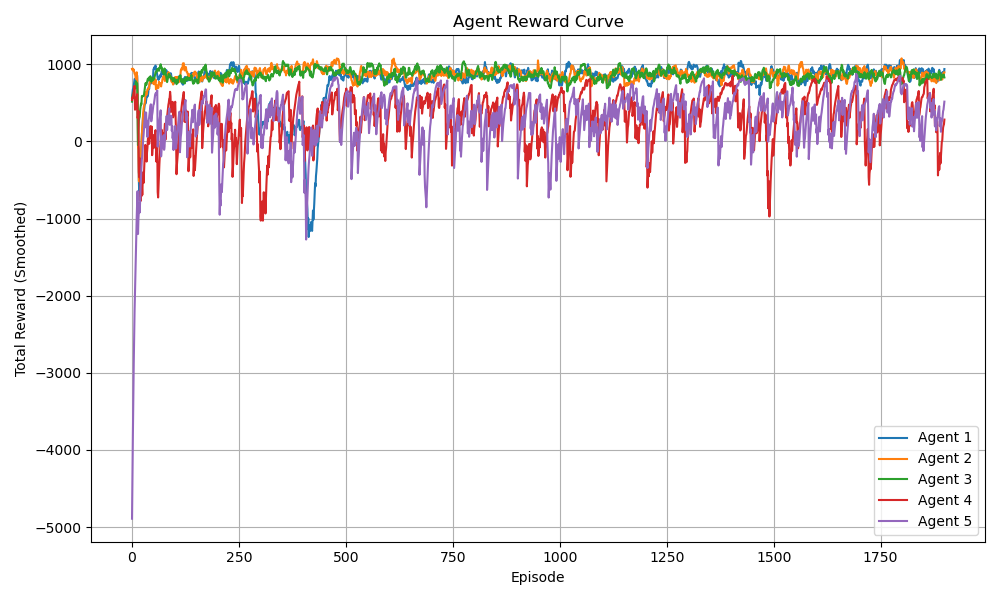 Agent Reward Curve
Total Reward (Smoothed)
1000
0
−1000
−2000
−3000
−4000
−5000
0
250
500
750
1000
1250
1500
1750
Episode
Agent 1
Agent 2
Agent 3
Agent 4
Agent 5